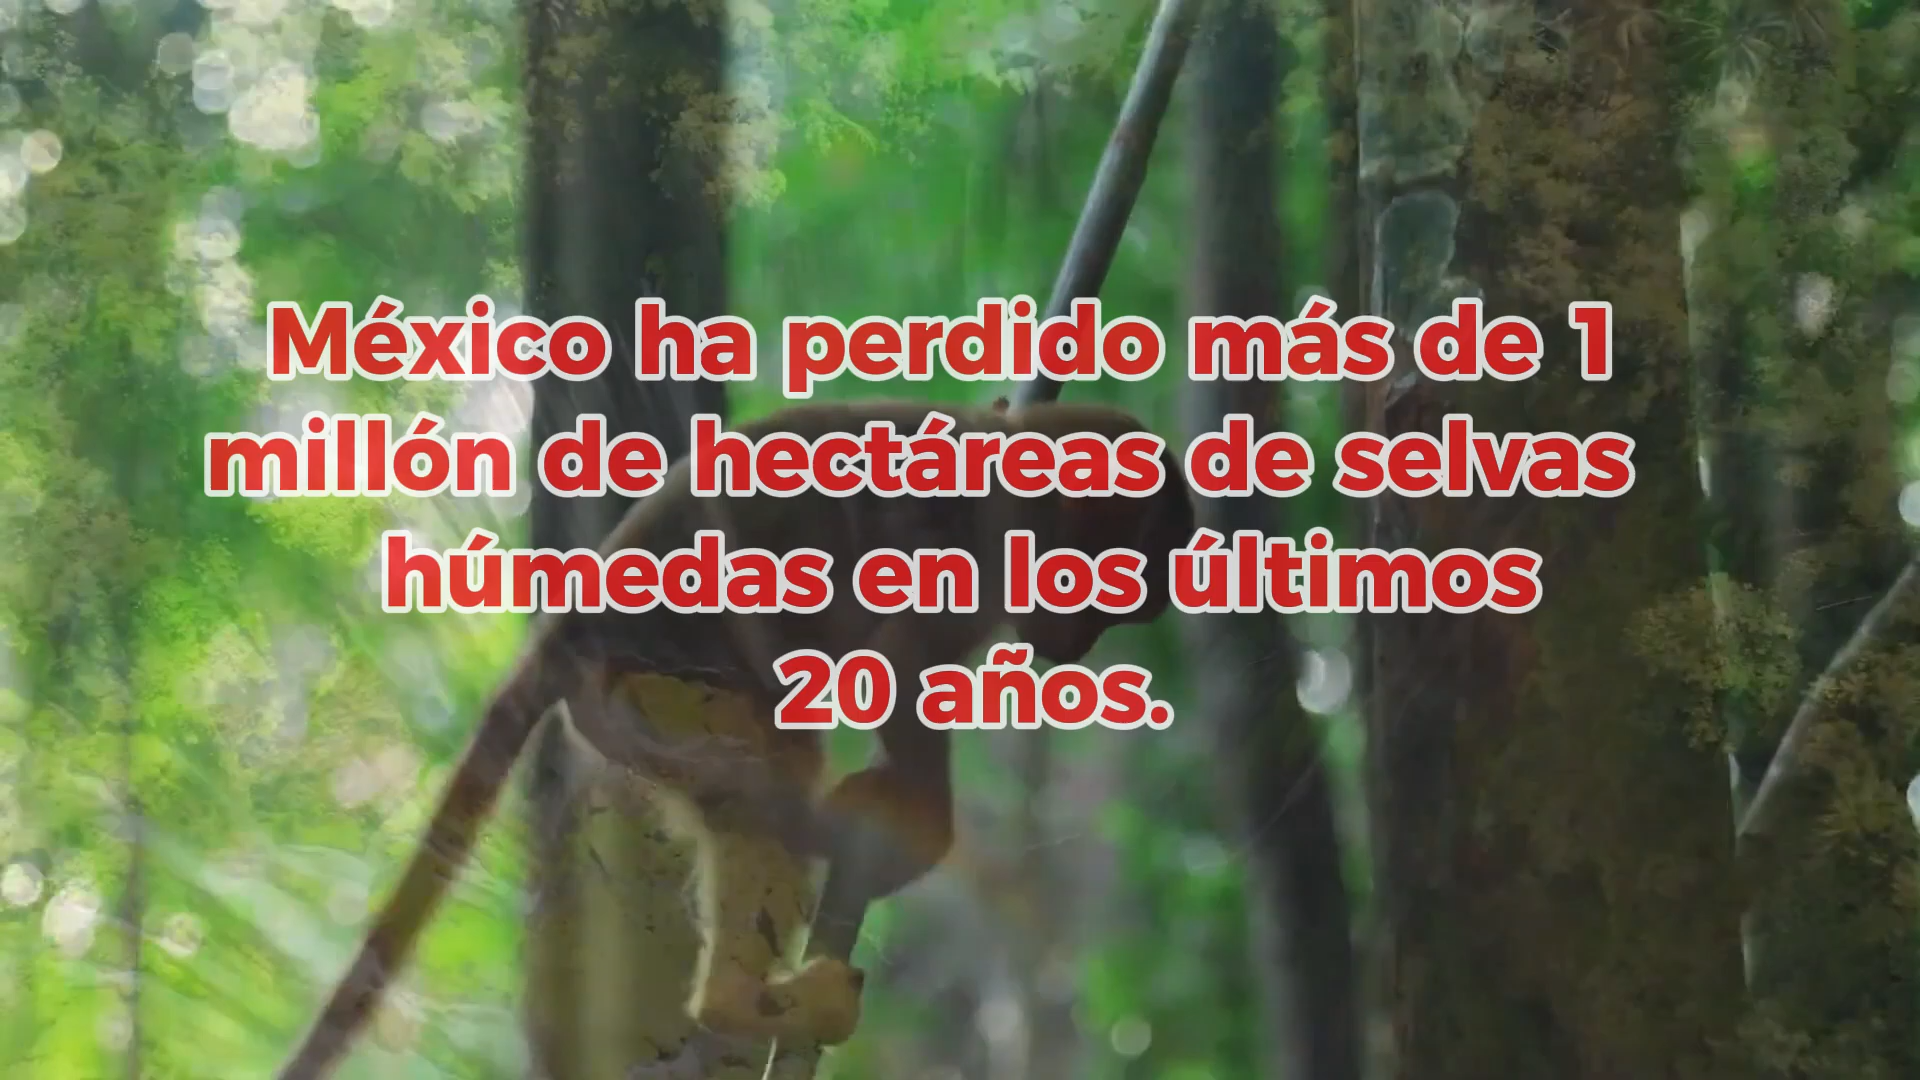 México ha perdido más de 1
millón de hectáreas de selvas
húmedas en los últimos
20 años.